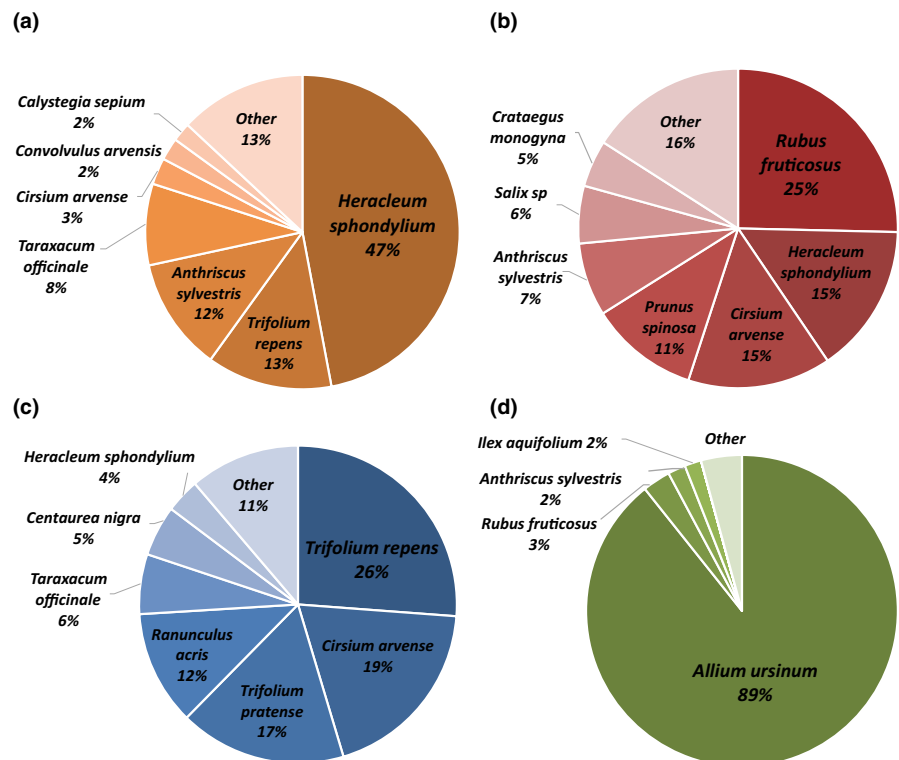 (a)
Calystegia sepium
2%
Convolvulus arvensis
2%
Cirsium arvense
3%
Taraxacum
officinale
8%
Anthriscus
sylvestris
12%
Trifolium
repens
13%
Heracleum
sphondylium
47%
Other
13%
(b)
Crataegus
monogyna
5%
Salix sp
6%
Anthriscus
sylvestris
7%
Prunus
spinosa
11%
Cirsium
arvense
15%
Heracleum
sphondylium
15%
Rubus
fruticosus
25%
Other
16%
(c)
Heracleum sphondylium
4%
Centaurea nigra
5%
Taraxacum
officinale
6%
Ranunculus
acris
12%
Trifolium
pratense
17%
Cirsium arvense
19%
Trifolium repens
26%
Other
11%
(d)
Ilex aquifolium 2%
Anthriscus sylvestris
2%
Rubus fruticosus
3%
Other
Allium ursinum
89%